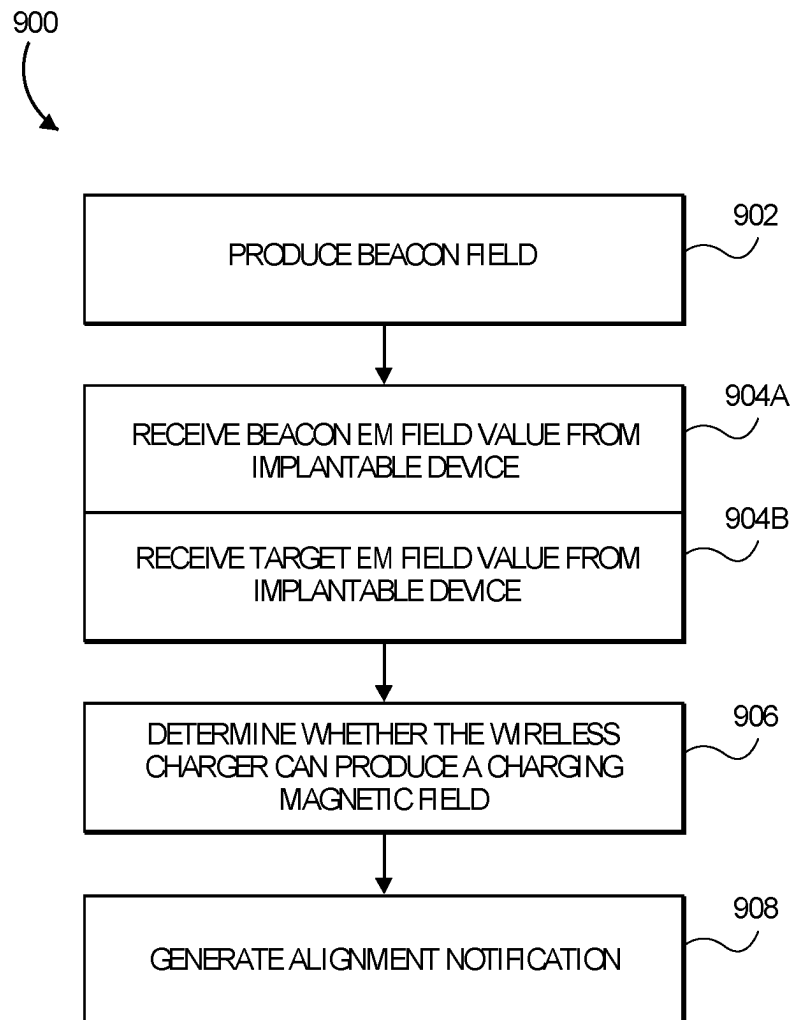 900
902
PRODUCE BEACON FIELD
904A
RECEIVE BEACON EM FIELD VALUE FROM
IMPLANTABLE DEVICE
904B
RECEIVE TARGET EM FIELD VALUE FROM
IMPLANTABLE DEVICE
906
DETERMINE WHETHER THE WIRELESS
CHARGER CAN PRODUCE A CHARGING
MAGNETIC FIELD
908
GENERATE ALIGNMENT NOTIFICATION